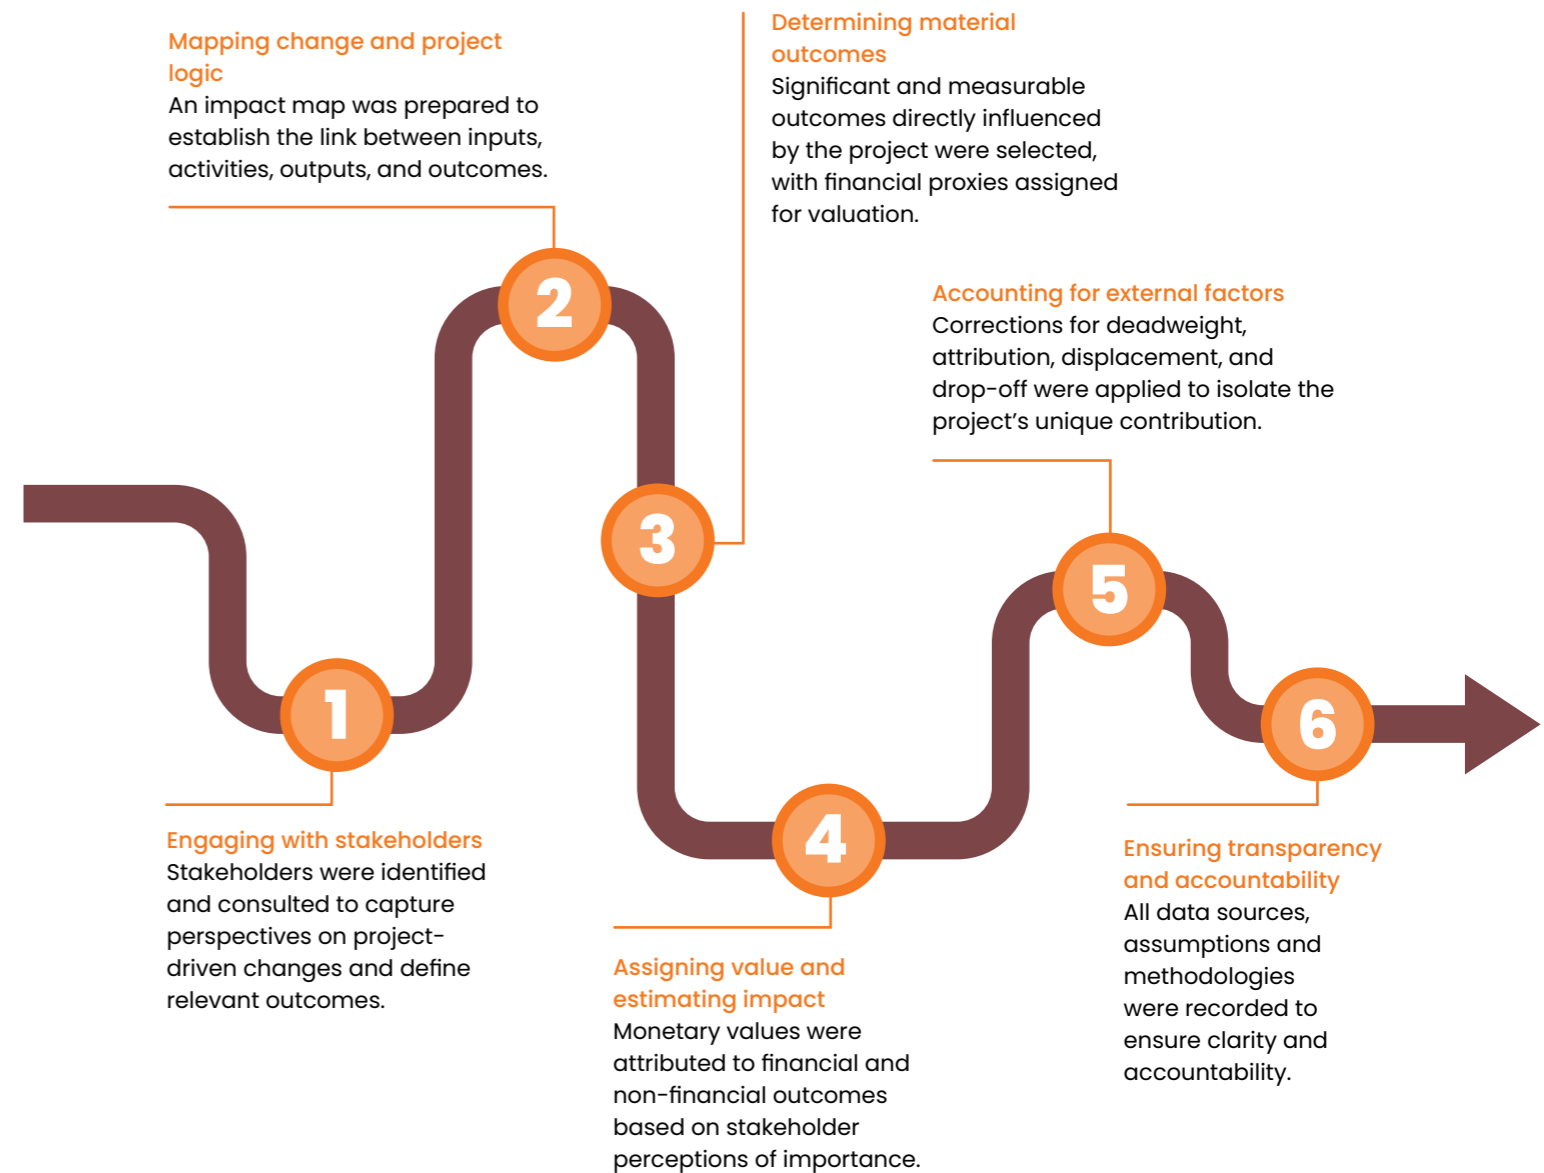 Mapping change and project
logic
An impact map was prepared to
establish the link between inputs,
activities, outputs, and outcomes.
Determining material
outcomes
Significant and measurable
outcomes directly influenced
by the project were selected,
with financial proxies assigned
for valuation.
Accounting for external factors
Corrections for deadweight,
attribution, displacement, and
drop-off were applied to isolate the
project’s unique contribution.
2
3
5
1
6
4
Engaging with stakeholders
Stakeholders were identified
and consulted to capture
perspectives on project-
driven changes and define
relevant outcomes.
Assigning value and
estimating impact
Monetary values were
attributed to financial and
non-financial outcomes
based on stakeholder
perceptions of importance.
Ensuring transparency
and accountability
All data sources,
assumptions and
methodologies
were recorded to
ensure clarity and
accountability.